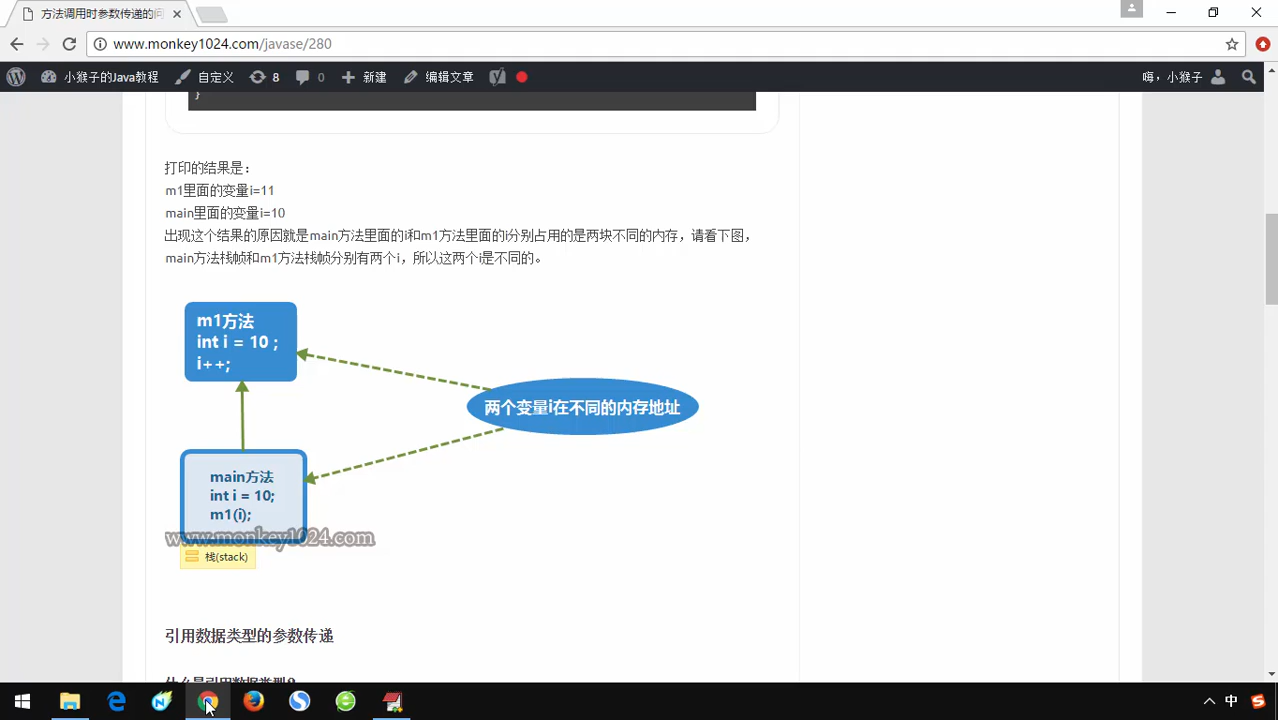 方法调用时参数传递的问
www.monkey1024.com/javase/280
小猴子的Java教程
自定义
8
0
新建
编辑文章
嗨，小猴子
}
打印的结果是：
m1里面的变量i=11
main里面的变量i=10
出现这个结果的原因就是main方法里面的i和m1方法里面的i分别占用的是两块不同的内存，请看下图，
main方法栈帧和m1方法栈帧分别有两个i，所以这两个i是不同的。
m1方法
int i = 10 ;
i++;
两个变量i在不同的内存地址
main方法
int i = 10;
m1(i);
www.monkey1024.com
栈(stack)
引用数据类型的参数传递
什么是引用数据类型？
中